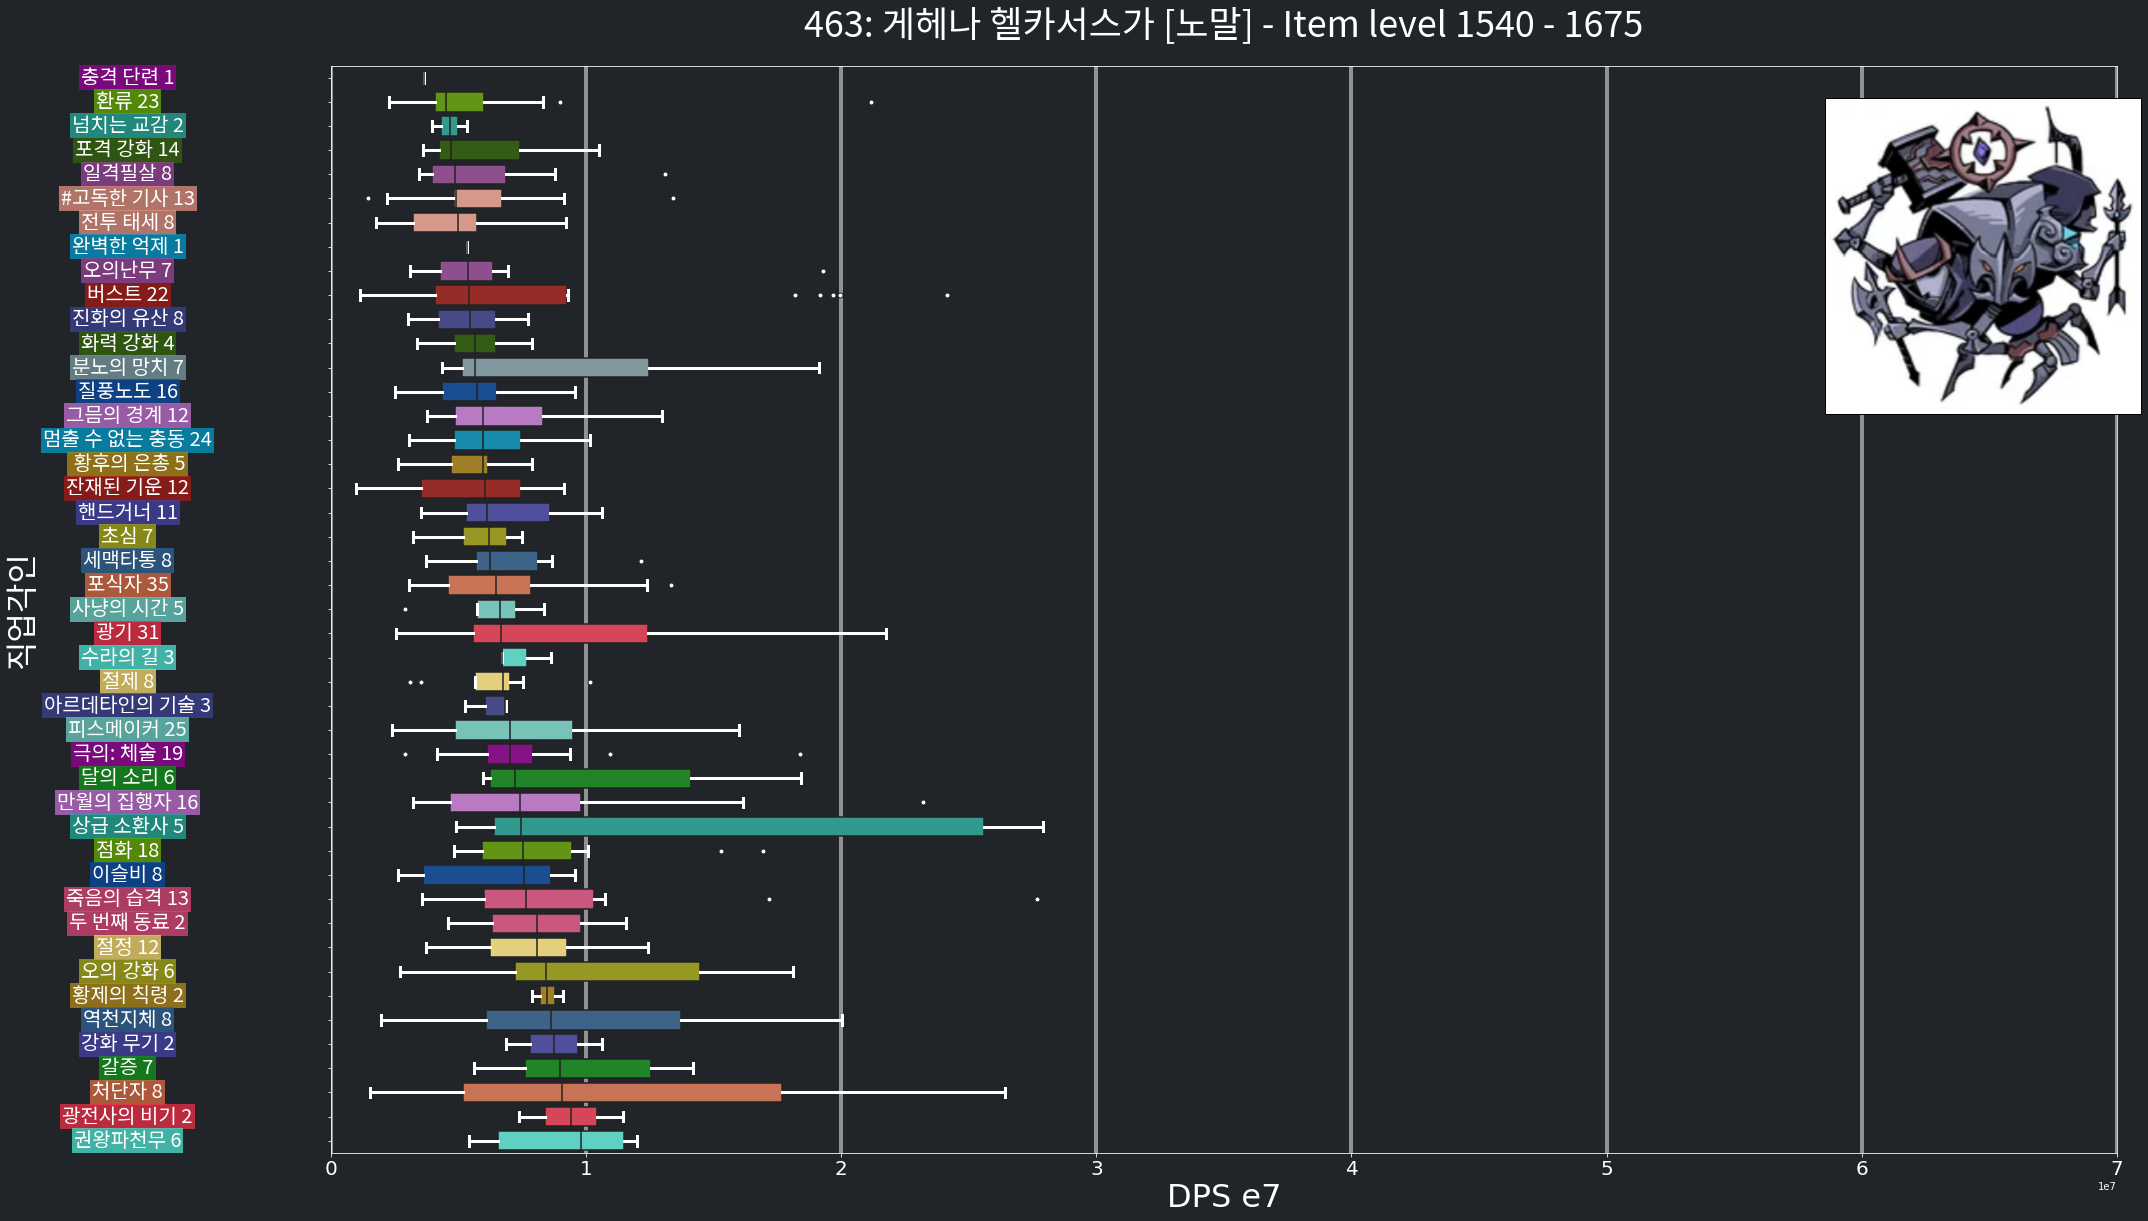 463: 게헤나 헬카서스가 [노말] - Item level 1540 - 1675
직업각인
충격 단련 1
환류 23
넘치는 교감 2
포격 강화 14
일격필살 8
#고독한 기사 13
전투 태세 8
완벽한 억제 1
오의난무 7
버스트 22
진화의 유산 8
화력 강화 4
분노의 망치 7
질풍노도 16
그믐의 경계 12
멈출 수 없는 충동 24
황후의 은총 5
잔재된 기운 12
핸드거너 11
초심 7
세맥타통 8
포식자 35
사냥의 시간 5
광기 31
수라의 길 3
절제 8
아르데타인의 기술 3
피스메이커 25
극의: 체술 19
달의 소리 6
만월의 집행자 16
상급 소환사 5
점화 18
이슬비 8
죽음의 습격 13
두 번째 동료 2
절정 12
오의 강화 6
황제의 칙령 2
역천지체 8
강화 무기 2
갈증 7
처단자 8
광전사의 비기 2
권왕파천무 6
0 1 2 3 4 5 6 7
1e7
DPS e7